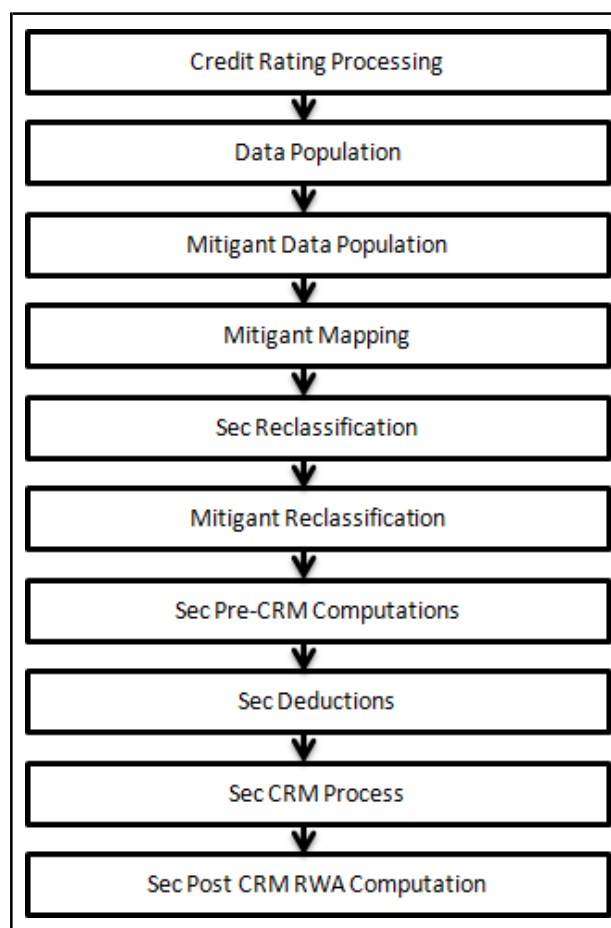 Credit Rating Processing
Data Population
Mitigant Data Population
Mitigant Mapping
Sec Reclassification
Mitigant Reclassification
Sec Pre-CRM Computations
Sec Deductions
Sec CRM Process
Sec Post CRM RWA Computation